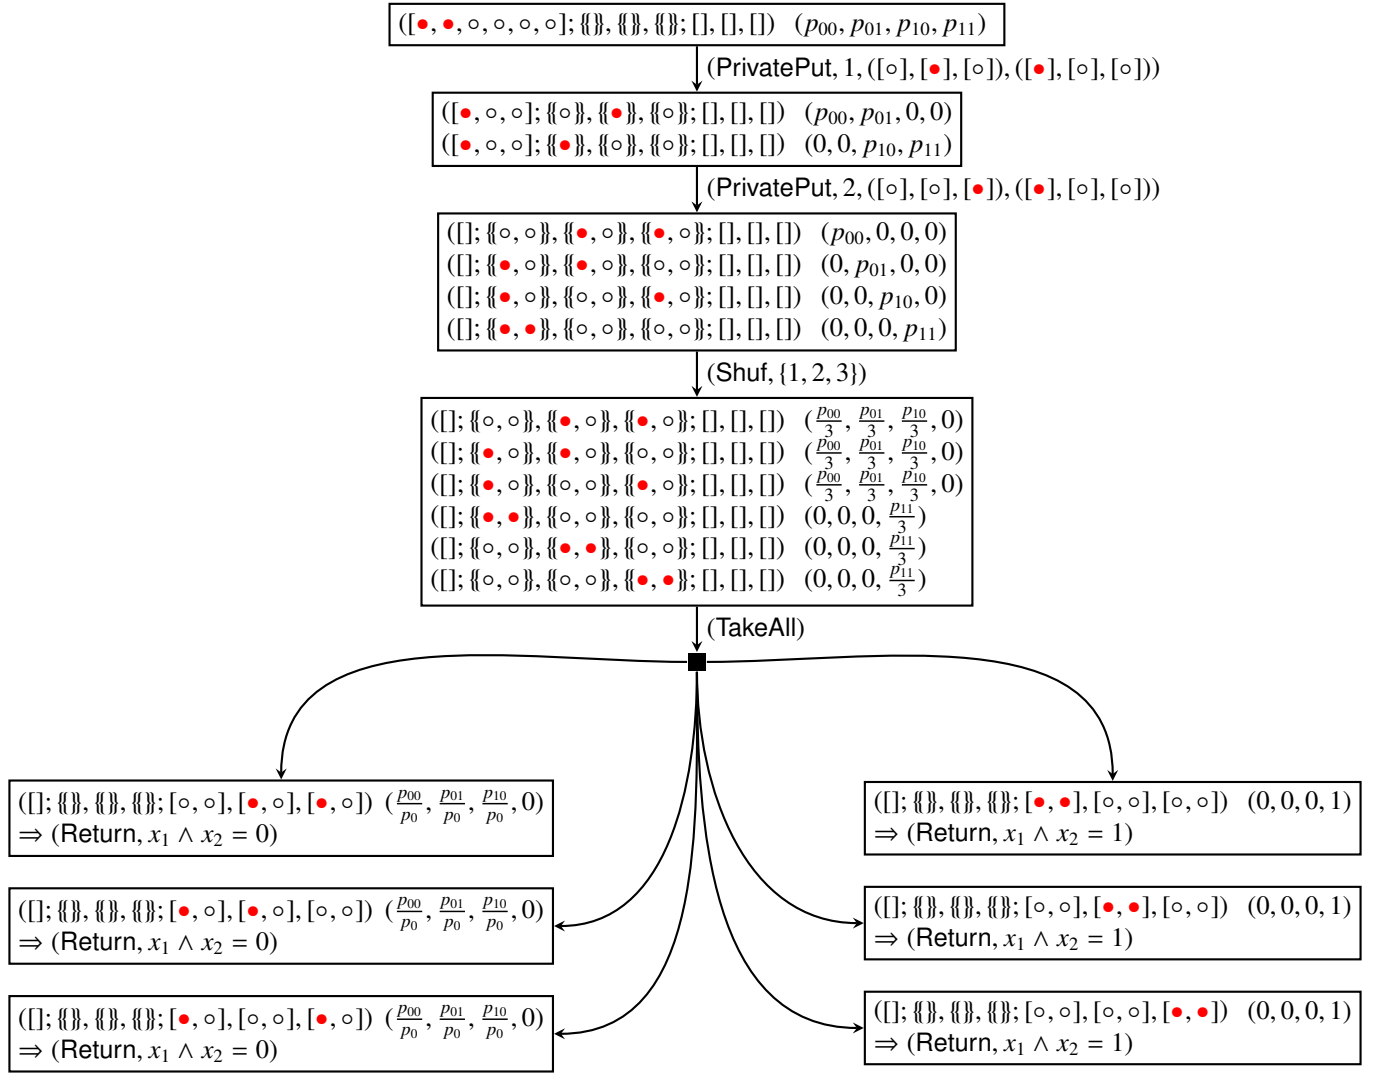 ([•, •, ∘, ∘, ∘, ∘]; ⦃⦄, ⦃⦄, ⦃⦄; [], [], []) (p₀₀, p₀₁, p₁₀, p₁₁)
(PrivatePut, 1, ([∘], [•], [∘]), ([•], [∘], [∘]))
([•, ∘, ∘]; ⦃∘⦄, ⦃•⦄, ⦃∘⦄; [], [], []) (p₀₀, p₀₁, 0, 0)
([•, ∘, ∘]; ⦃•⦄, ⦃∘⦄, ⦃∘⦄; [], [], []) (0, 0, p₁₀, p₁₁)
(PrivatePut, 2, ([∘], [∘], [•]), ([•], [∘], [∘]))
([]; ⦃∘, ∘⦄, ⦃•, ∘⦄, ⦃•, ∘⦄; [], [], []) (p₀₀, 0, 0, 0)
([]; ⦃•, ∘⦄, ⦃•, ∘⦄, ⦃∘, ∘⦄; [], [], []) (0, p₀₁, 0, 0)
([]; ⦃•, ∘⦄, ⦃∘, ∘⦄, ⦃•, ∘⦄; [], [], []) (0, 0, p₁₀, 0)
([]; ⦃•, •⦄, ⦃∘, ∘⦄, ⦃∘, ∘⦄; [], [], []) (0, 0, 0, p₁₁)
(Shuf, {1, 2, 3})
([]; ⦃∘, ∘⦄, ⦃•, ∘⦄, ⦃•, ∘⦄; [], [], []) (p₀₀/3, p₀₁/3, p₁₀/3, 0)
([]; ⦃•, ∘⦄, ⦃•, ∘⦄, ⦃∘, ∘⦄; [], [], []) (p₀₀/3, p₀₁/3, p₁₀/3, 0)
([]; ⦃•, ∘⦄, ⦃∘, ∘⦄, ⦃•, ∘⦄; [], [], []) (p₀₀/3, p₀₁/3, p₁₀/3, 0)
([]; ⦃•, •⦄, ⦃∘, ∘⦄, ⦃∘, ∘⦄; [], [], []) (0, 0, 0, p₁₁/3)
([]; ⦃∘, ∘⦄, ⦃•, •⦄, ⦃∘, ∘⦄; [], [], []) (0, 0, 0, p₁₁/3)
([]; ⦃∘, ∘⦄, ⦃∘, ∘⦄, ⦃•, •⦄; [], [], []) (0, 0, 0, p₁₁/3)
(TakeAll)
([]; ⦃⦄, ⦃⦄, ⦃⦄; [∘, ∘], [•, ∘], [•, ∘]) (p₀₀/p₀, p₀₁/p₀, p₁₀/p₀, 0)
⇒ (Return, x₁ ∧ x₂ = 0)
([]; ⦃⦄, ⦃⦄, ⦃⦄; [•, ∘], [•, ∘], [∘, ∘]) (p₀₀/p₀, p₀₁/p₀, p₁₀/p₀, 0)
⇒ (Return, x₁ ∧ x₂ = 0)
([]; ⦃⦄, ⦃⦄, ⦃⦄; [•, ∘], [∘, ∘], [•, ∘]) (p₀₀/p₀, p₀₁/p₀, p₁₀/p₀, 0)
⇒ (Return, x₁ ∧ x₂ = 0)
([]; ⦃⦄, ⦃⦄, ⦃⦄; [•, •], [∘, ∘], [∘, ∘]) (0, 0, 0, 1)
⇒ (Return, x₁ ∧ x₂ = 1)
([]; ⦃⦄, ⦃⦄, ⦃⦄; [∘, ∘], [•, •], [∘, ∘]) (0, 0, 0, 1)
⇒ (Return, x₁ ∧ x₂ = 1)
([]; ⦃⦄, ⦃⦄, ⦃⦄; [∘, ∘], [∘, ∘], [•, •]) (0, 0, 0, 1)
⇒ (Return, x₁ ∧ x₂ = 1)